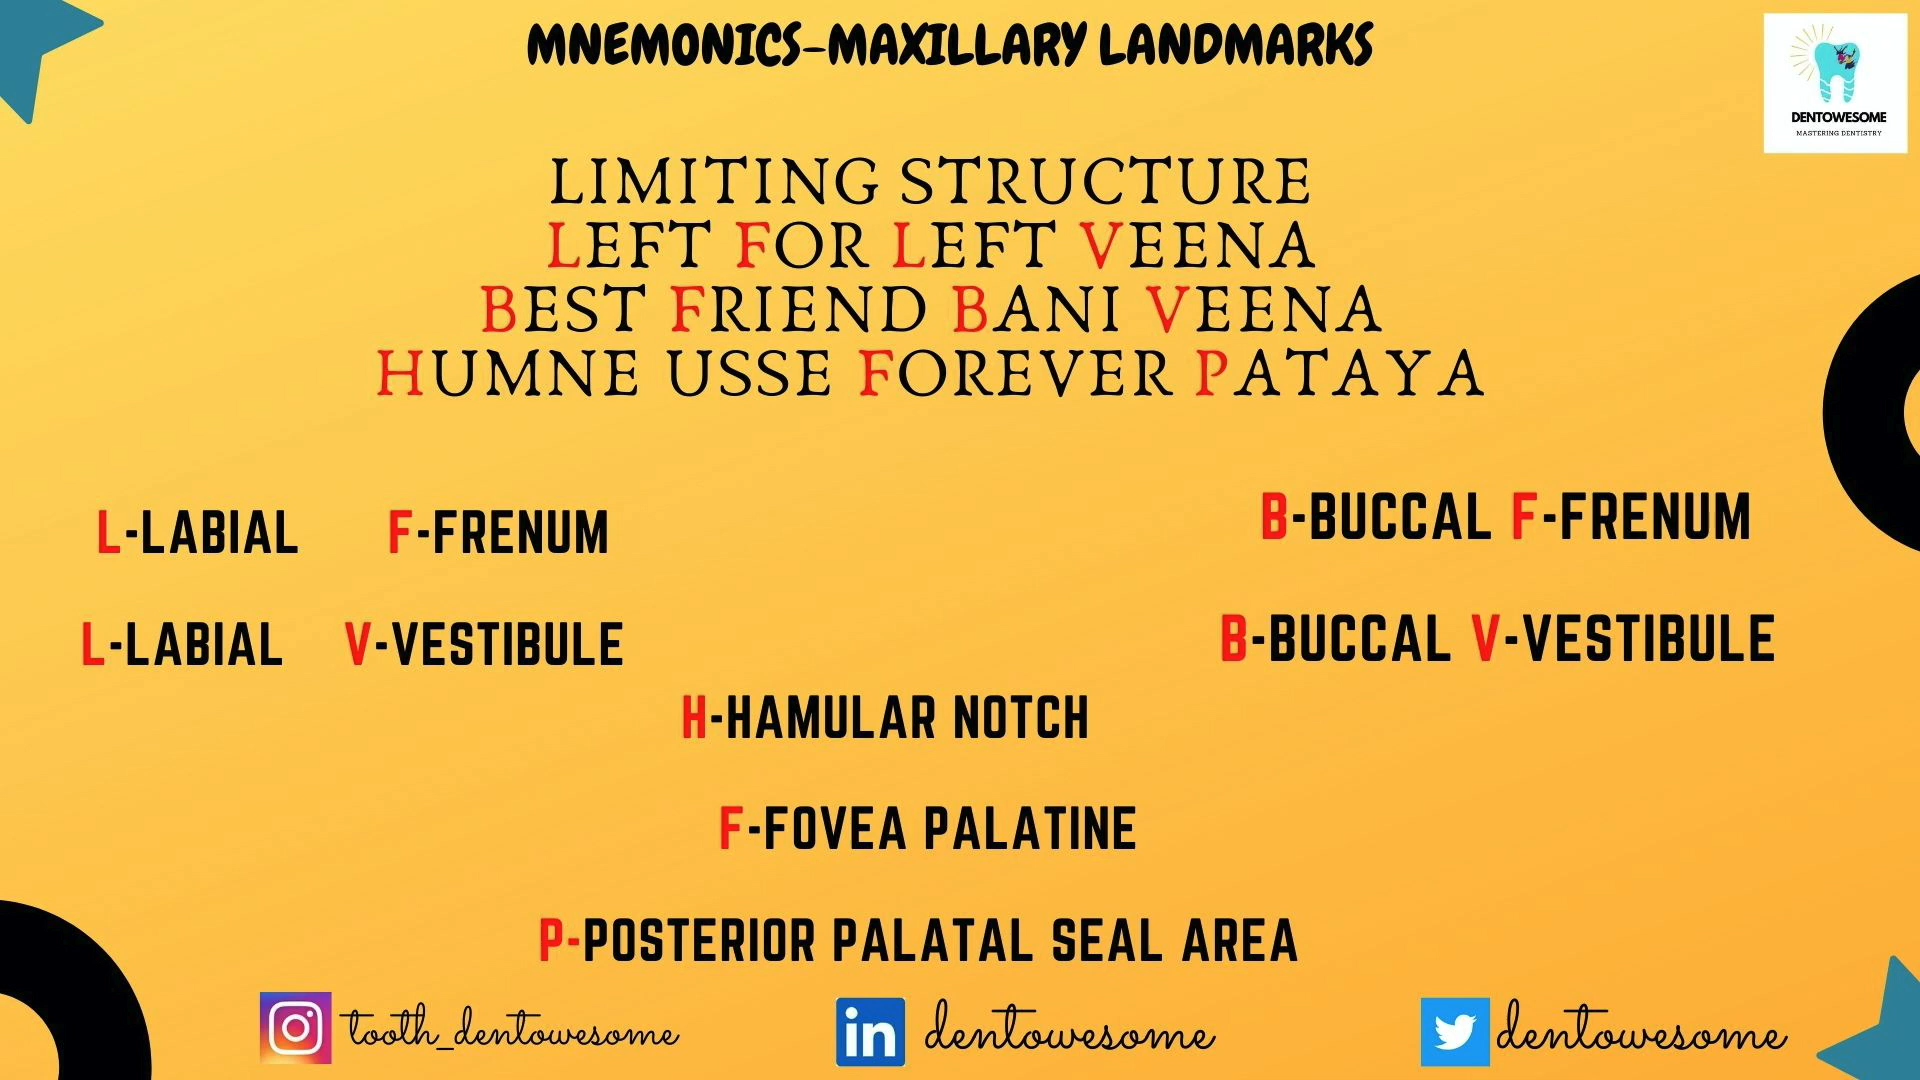 MNEMONICS-MAXILLARY LANDMARKS
DENTOWESOME
MASTERING DENTISTRY
LIMITING STRUCTURE
LEFT FOR LEFT VEENA
BEST FRIEND BANI VEENA
HUMNE USSE FOREVER PATAYA
L-LABIAL F-FRENUM
B-BUCCAL F-FRENUM
L-LABIAL V-VESTIBULE
B-BUCCAL V-VESTIBULE
H-HAMULAR NOTCH
F-FOVEA PALATINE
P-POSTERIOR PALATAL SEAL AREA
tooth_dentowesome
in dentowesome
dentowesome